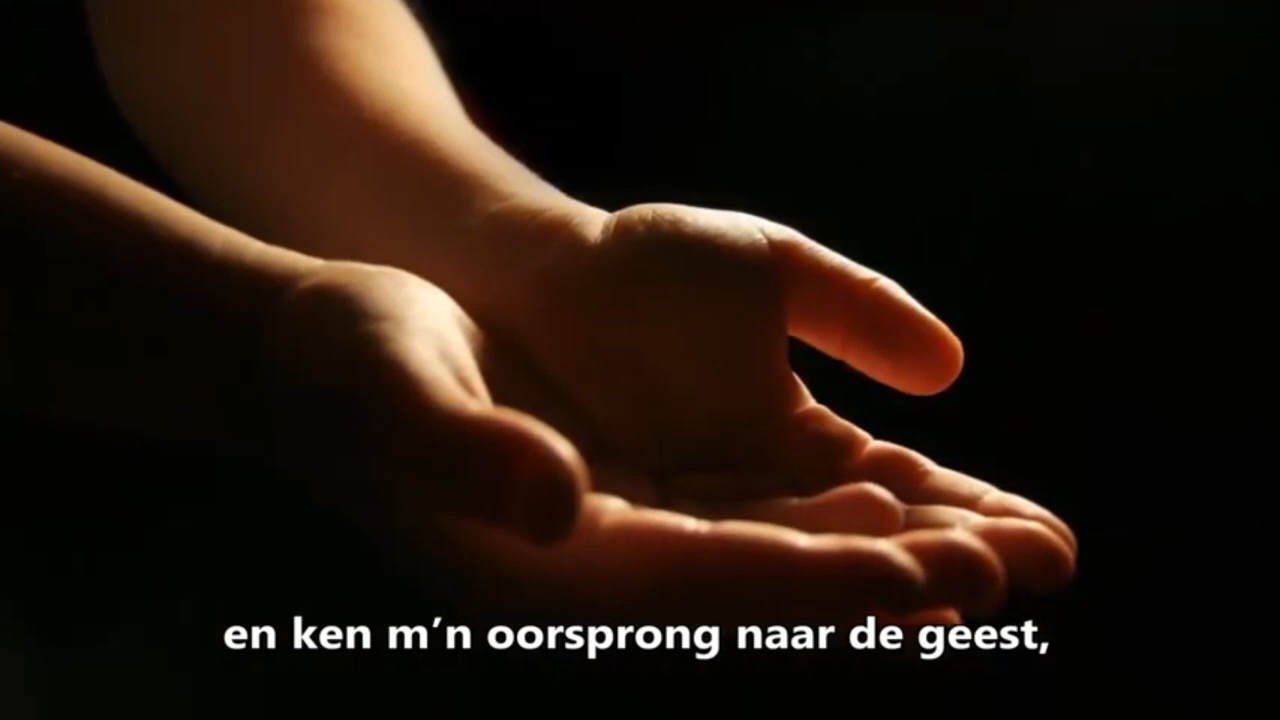 en ken m’n oorsprong naar de geest,